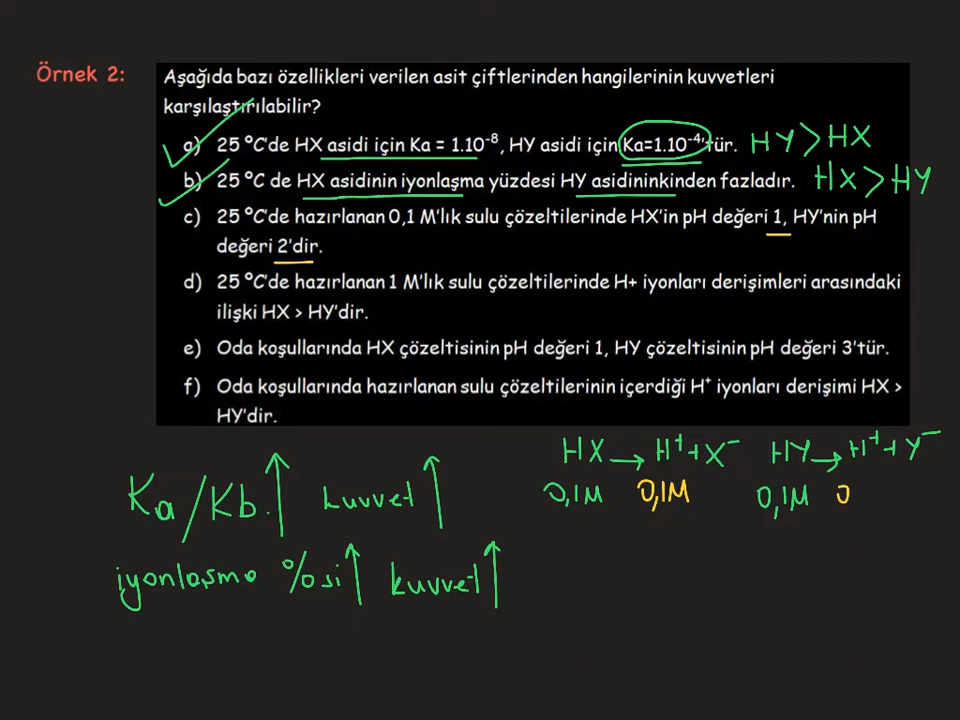 Örnek 2:
Aşağıda bazı özellikleri verilen asit çiftlerinden hangilerinin kuvvetleri
karşılaştırılabilir?
a) 25 ºC'de HX asidi için Ka = 1.10⁻⁸, HY asidi için Ka=1.10⁻⁴'tür. HY > HX
b) 25 ºC de HX asidinin iyonlaşma yüzdesi HY asidininkinden fazladır. HX > HY
c) 25 ºC'de hazırlanan 0,1 M'lık sulu çözeltilerinde HX'in pH değeri 1, HY'nin pH
değeri 2'dir.
d) 25 ºC'de hazırlanan 1 M'lık sulu çözeltilerinde H+ iyonları derişimleri arasındaki
ilişki HX > HY'dir.
e) Oda koşullarında HX çözeltisinin pH değeri 1, HY çözeltisinin pH değeri 3'tür.
f) Oda koşullarında hazırlanan sulu çözeltilerinin içerdiği H⁺ iyonları derişimi HX >
HY'dir.
HX → H⁺ + X⁻ HY → H⁺ + Y⁻
0,1M 0,1M 0,1M 0
Ka/Kb ↑ kuvvet ↑
iyonlaşma %si ↑ kuvvet ↑